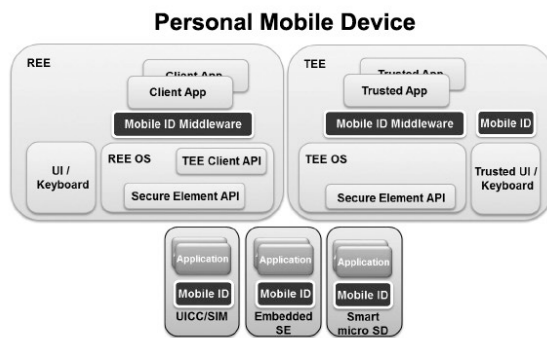 Personal Mobile Device
REE
Client App
Client App
Mobile ID Middleware
UI /
Keyboard
REE OS
TEE Client API
Secure Element API
TEE
Trusted App
Trusted App
Mobile ID Middleware
Mobile ID
TEE OS
Secure Element API
Trusted UI /
Keyboard
Application
Mobile ID
UICC/SIM
Application
Mobile ID
Embedded
SE
Application
Mobile ID
Smart
micro SD